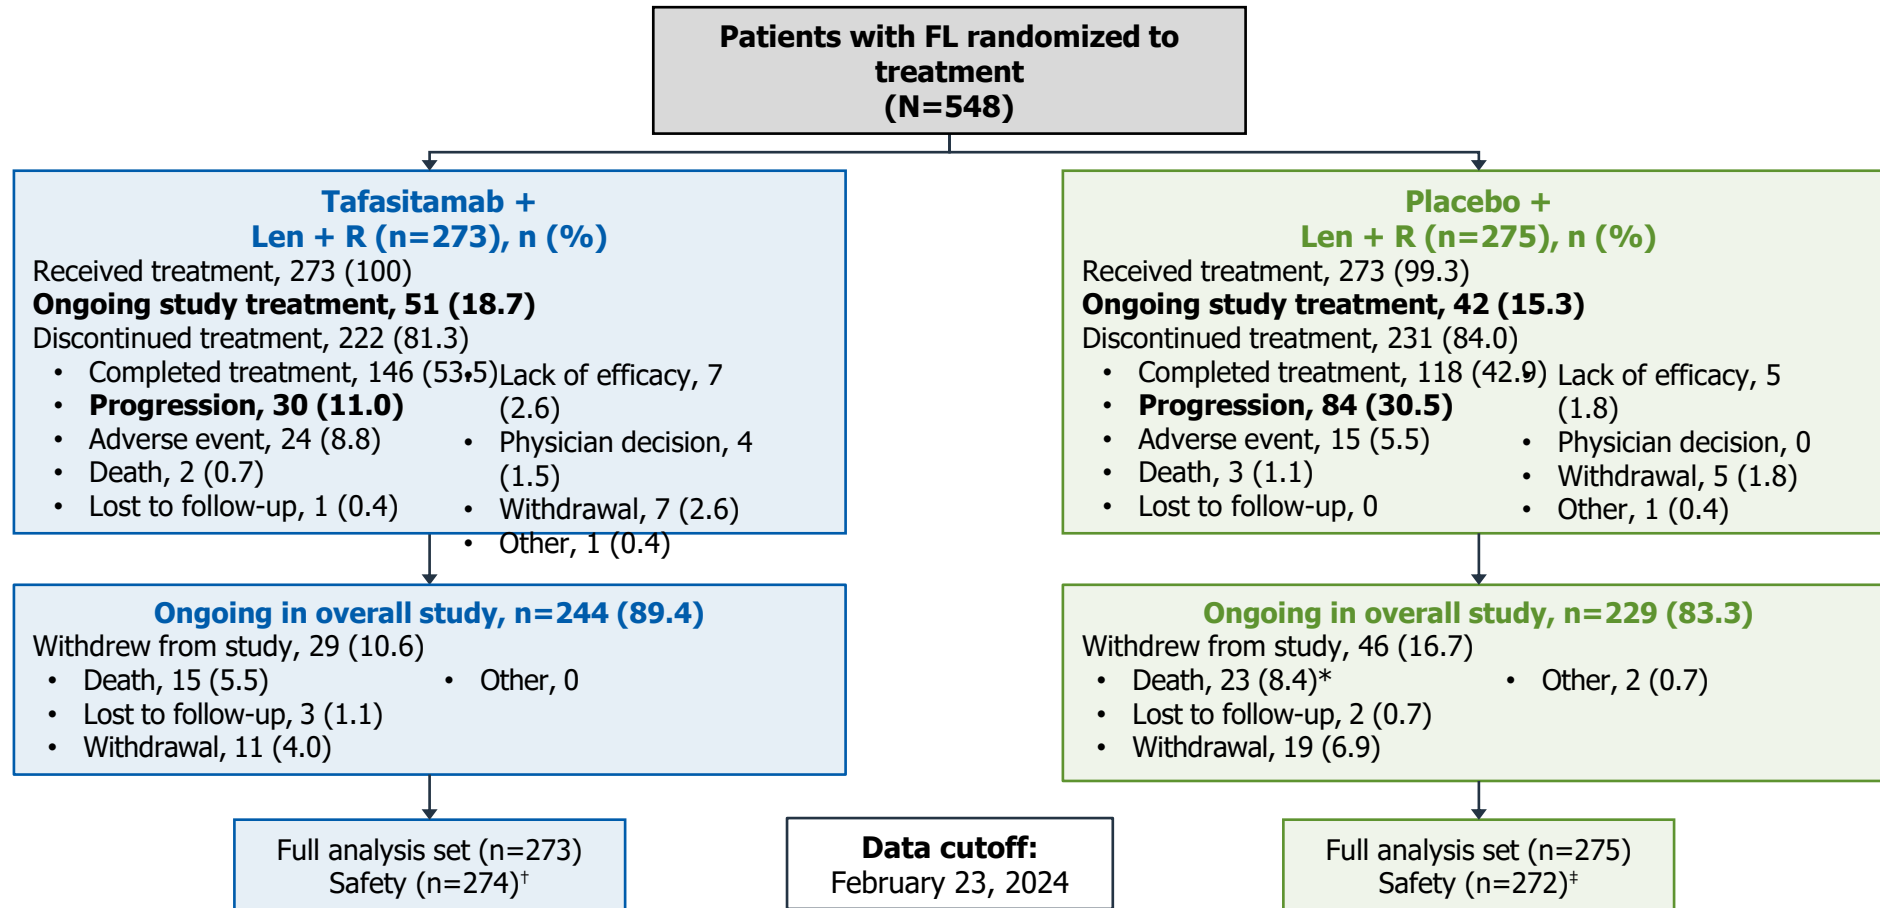 Patients with FL randomized to
treatment
(N=548)
Tafasitamab +
Len + R (n=273), n (%)
Received treatment, 273 (100)
Ongoing study treatment, 51 (18.7)
Discontinued treatment, 222 (81.3)
• Completed treatment, 146 (53.5)
• Progression, 30 (11.0)
• Adverse event, 24 (8.8)
• Death, 2 (0.7)
• Lost to follow-up, 1 (0.4)
• Lack of efficacy, 7
(2.6)
• Physician decision, 4
(1.5)
• Withdrawal, 7 (2.6)
• Other, 1 (0.4)
Placebo +
Len + R (n=275), n (%)
Received treatment, 273 (99.3)
Ongoing study treatment, 42 (15.3)
Discontinued treatment, 231 (84.0)
• Completed treatment, 118 (42.9)
• Progression, 84 (30.5)
• Adverse event, 15 (5.5)
• Death, 3 (1.1)
• Lost to follow-up, 0
• Lack of efficacy, 5
(1.8)
• Physician decision, 0
• Withdrawal, 5 (1.8)
• Other, 1 (0.4)
Ongoing in overall study, n=244 (89.4)
Withdrew from study, 29 (10.6)
• Death, 15 (5.5)
• Lost to follow-up, 3 (1.1)
• Withdrawal, 11 (4.0)
• Other, 0
Ongoing in overall study, n=229 (83.3)
Withdrew from study, 46 (16.7)
• Death, 23 (8.4)*
• Lost to follow-up, 2 (0.7)
• Withdrawal, 19 (6.9)
• Other, 2 (0.7)
Full analysis set (n=273)
Safety (n=274)†
Data cutoff:
February 23, 2024
Full analysis set (n=275)
Safety (n=272)‡